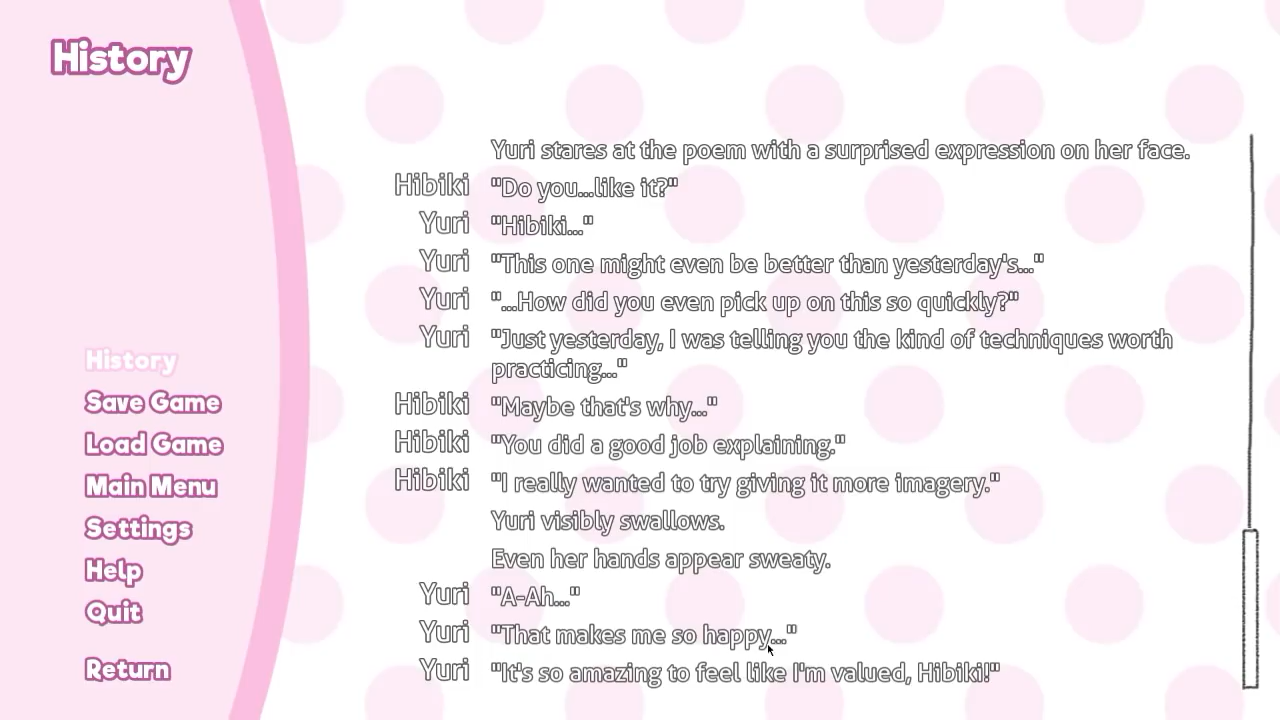 History
Yuri stares at the poem with a surprised expression on her face.
Hibiki "Do you...like it?"
Yuri "Hibiki..."
Yuri "This one might even be better than yesterday's..."
Yuri "...How did you even pick up on this so quickly?"
Yuri "Just yesterday, I was telling you the kind of techniques worth
practicing..."
Hibiki "Maybe that's why..."
Hibiki "You did a good job explaining."
Hibiki "I really wanted to try giving it more imagery."
Yuri visibly swallows.
Even her hands appear sweaty.
Yuri "A-Ah..."
Yuri "That makes me so happy..."
Yuri "It's so amazing to feel like I'm valued, Hibiki!"
History
Save Game
Load Game
Main Menu
Settings
Help
Quit
Return